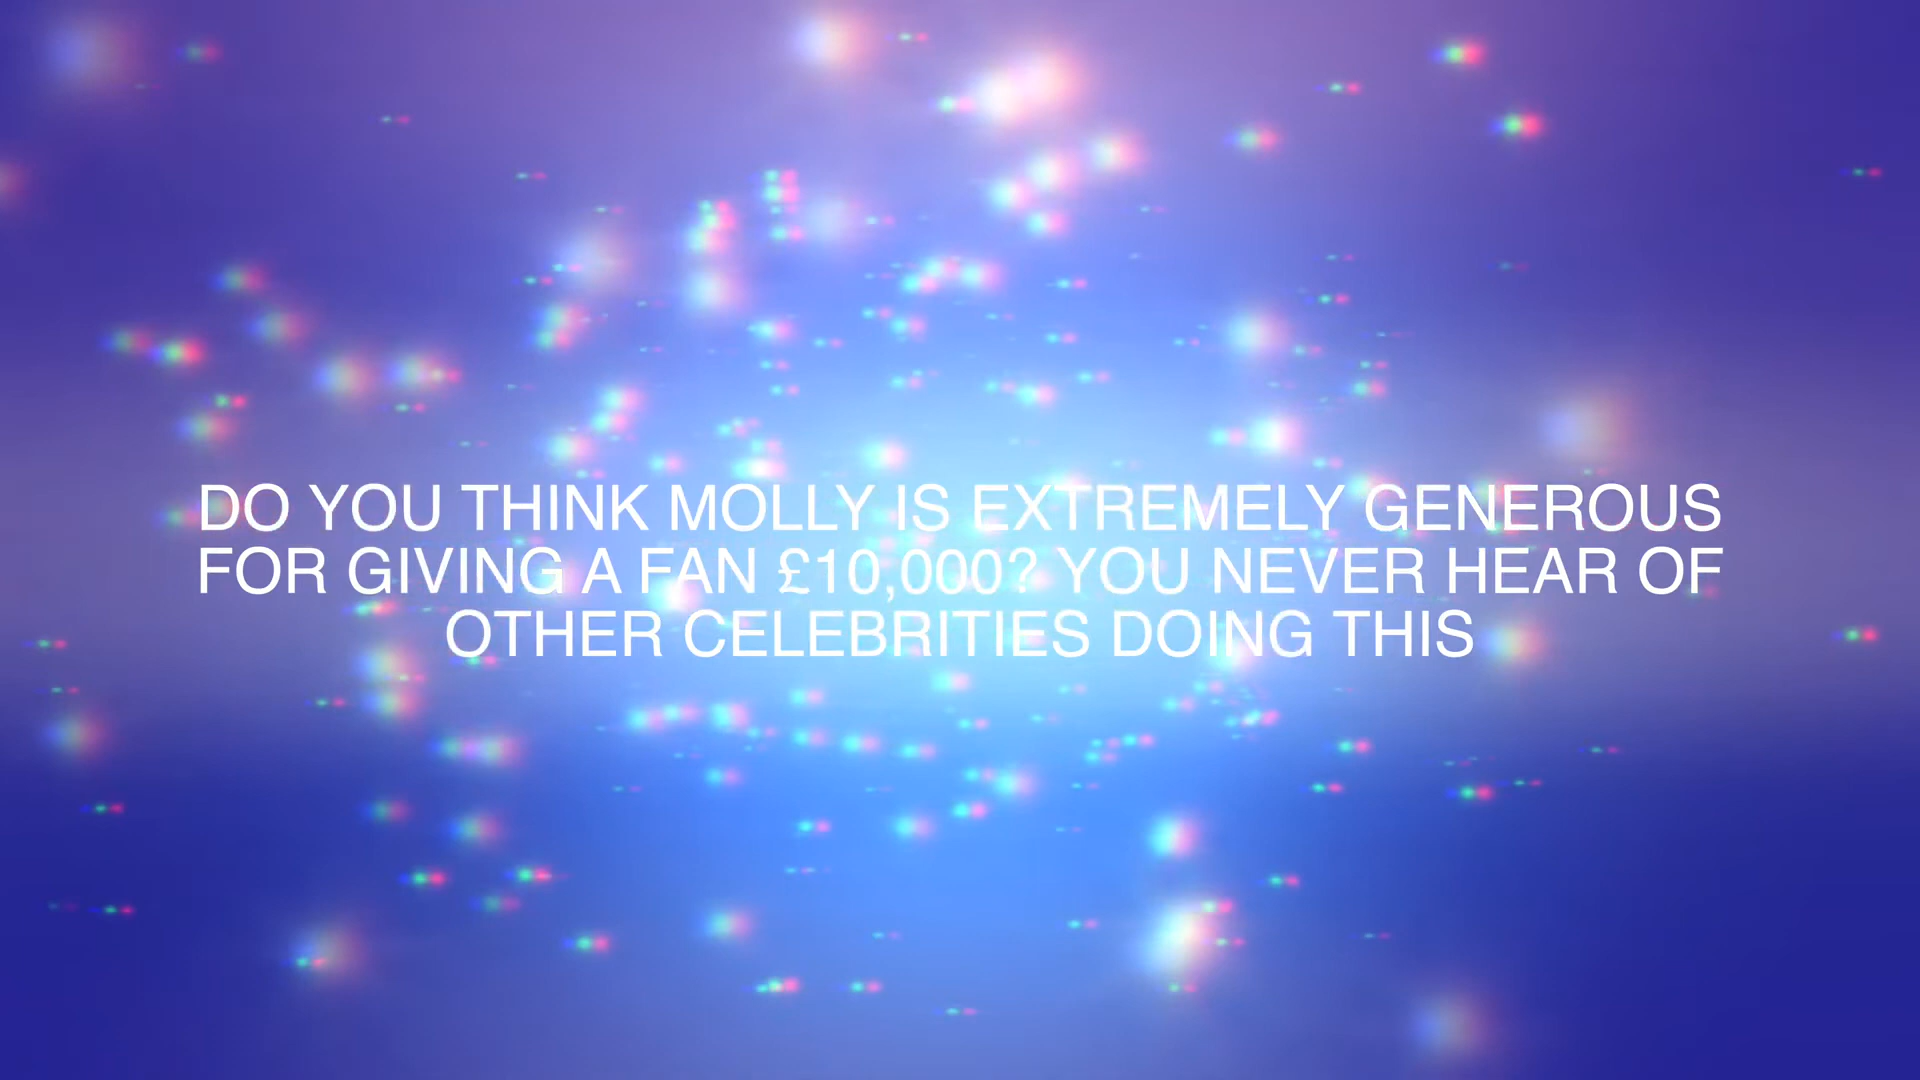 DO YOU THINK MOLLY IS EXTREMELY GENEROUS
FOR GIVING A FAN £10,000? YOU NEVER HEAR OF
OTHER CELEBRITIES DOING THIS